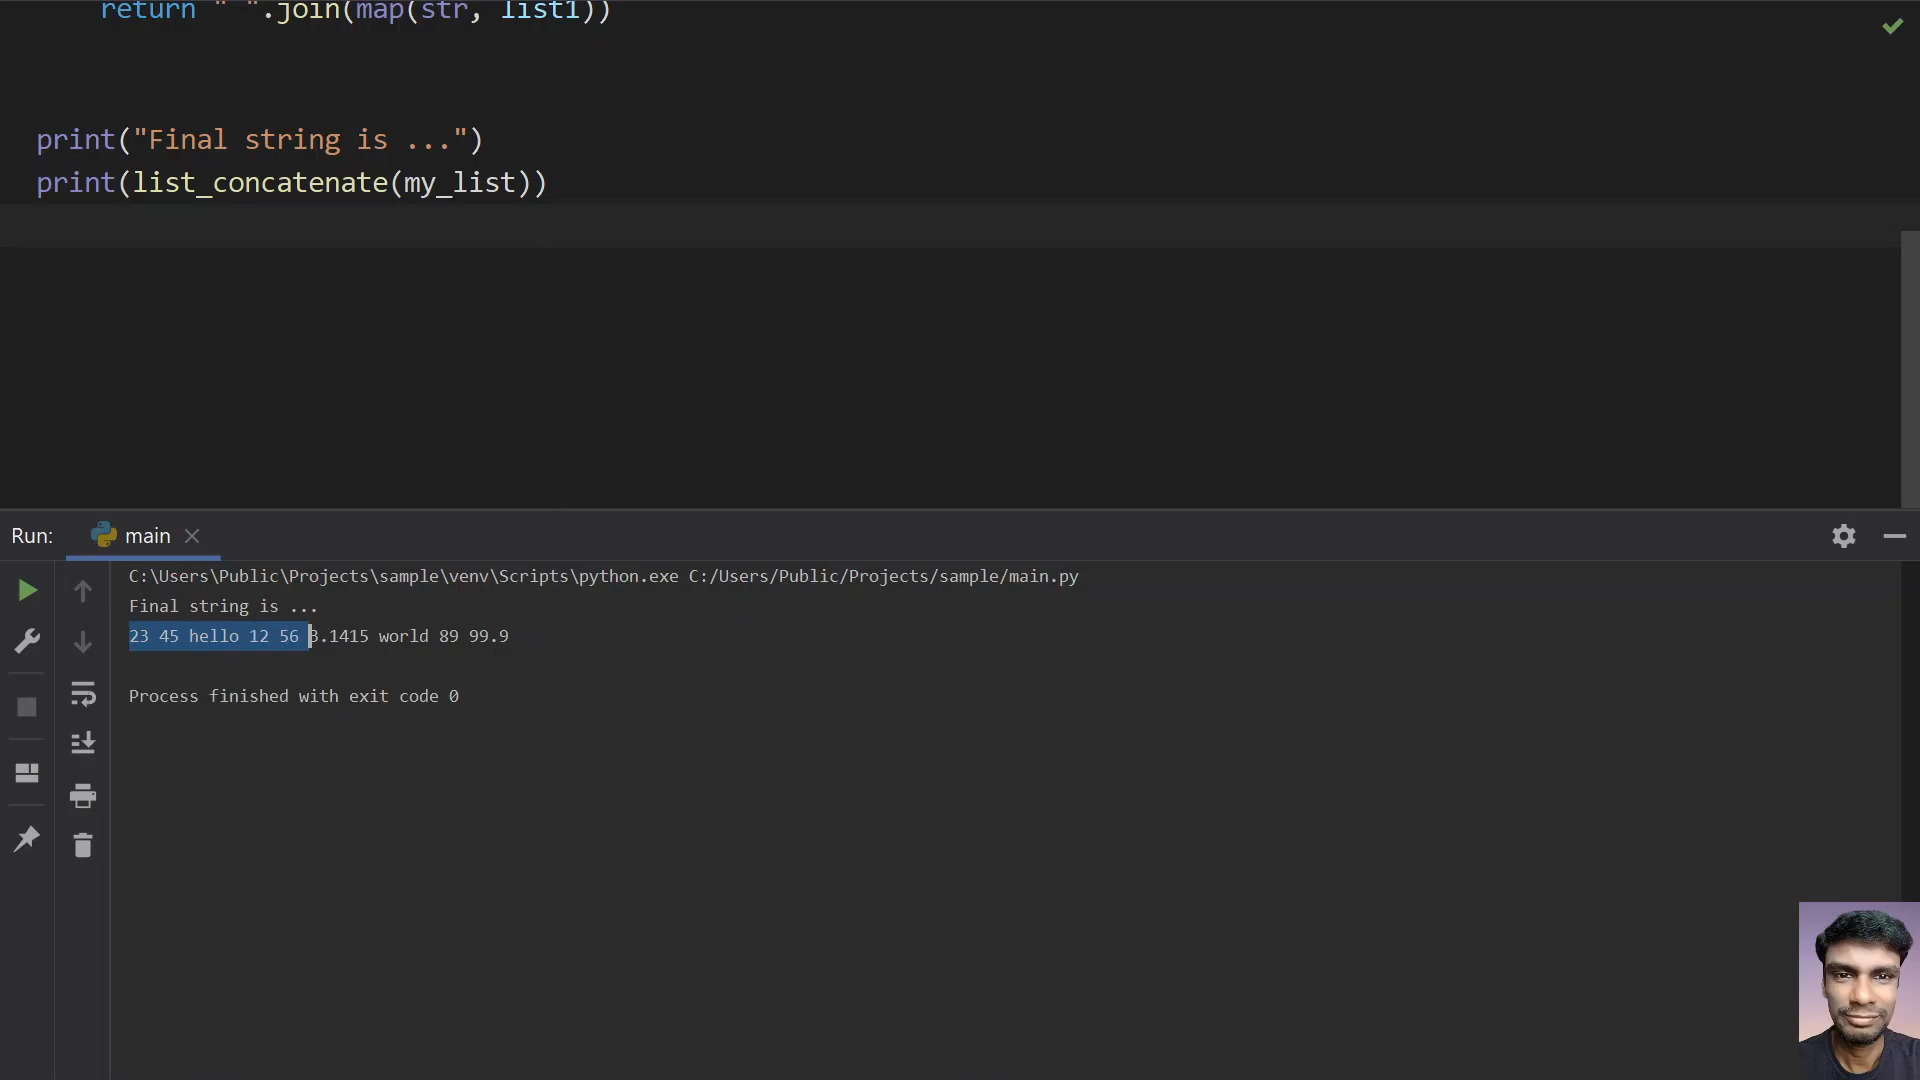 return " ".join(map(str, list1))
print("Final string is ...")
print(list_concatenate(my_list))
Run: main
C:\Users\Public\Projects\sample\venv\Scripts\python.exe C:/Users/Public/Projects/sample/main.py
Final string is ...
23 45 hello 12 56 3.1415 world 89 99.9
Process finished with exit code 0